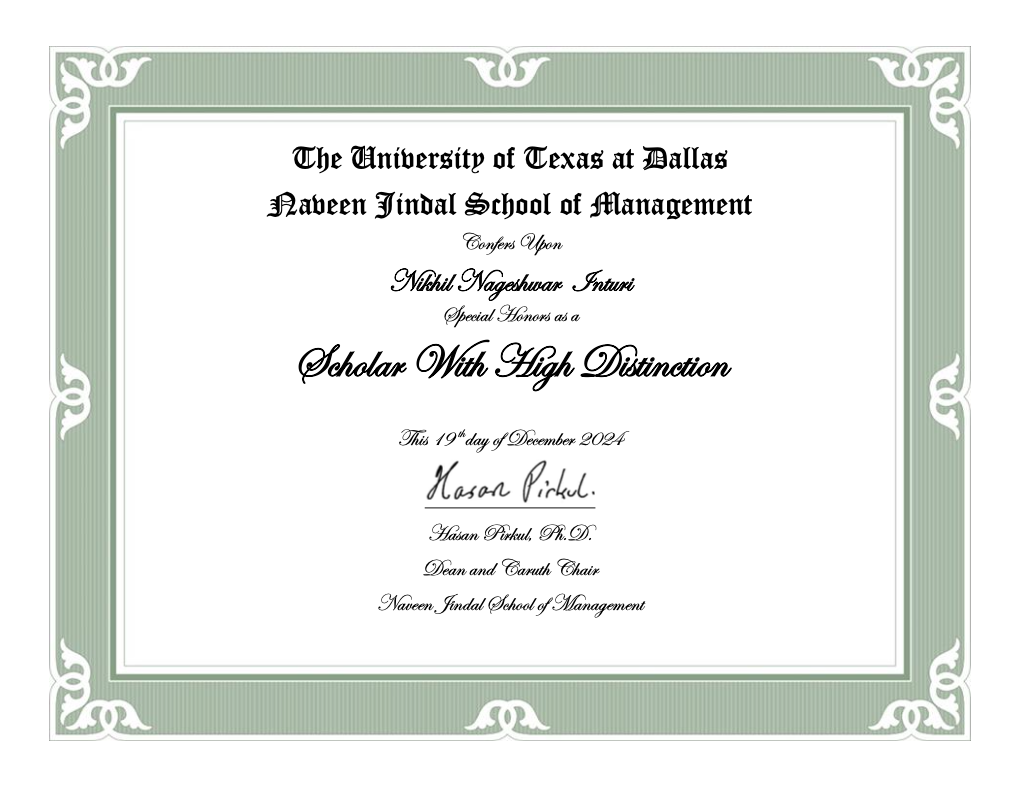 The University of Texas at Dallas
Naveen Jindal School of Management
Confers Upon
Nikhil Nageshwar Inturi
Special Honors as a
Scholar With High Distinction
This 19th day of December 2024
Hasan Pirkul.
Hasan Pirkul, Ph.D.
Dean and Caruth Chair
Naveen Jindal School of Management